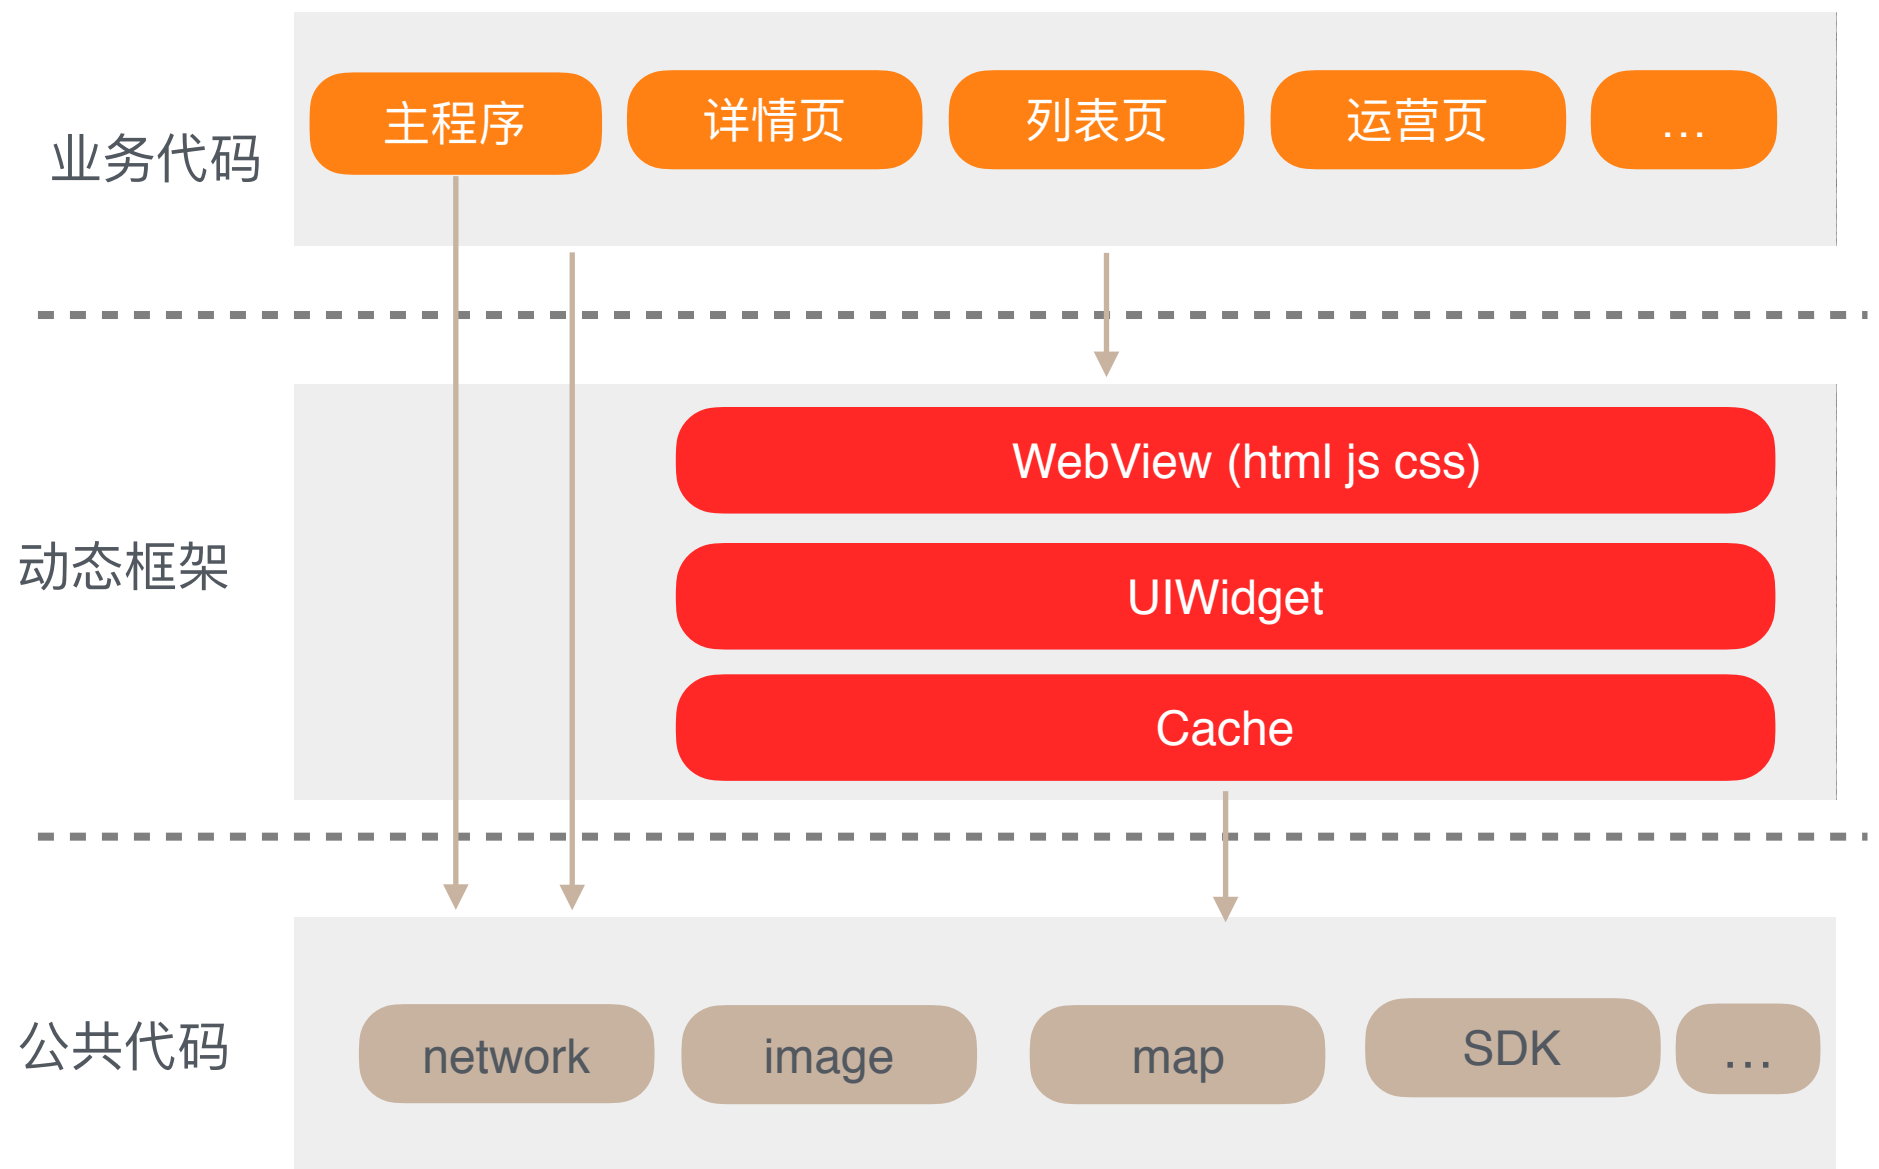 业务代码
主程序
详情页
列表页
运营页
...
动态框架
WebView (html js css)
UIWidget
Cache
公共代码
network
image
map
SDK
...